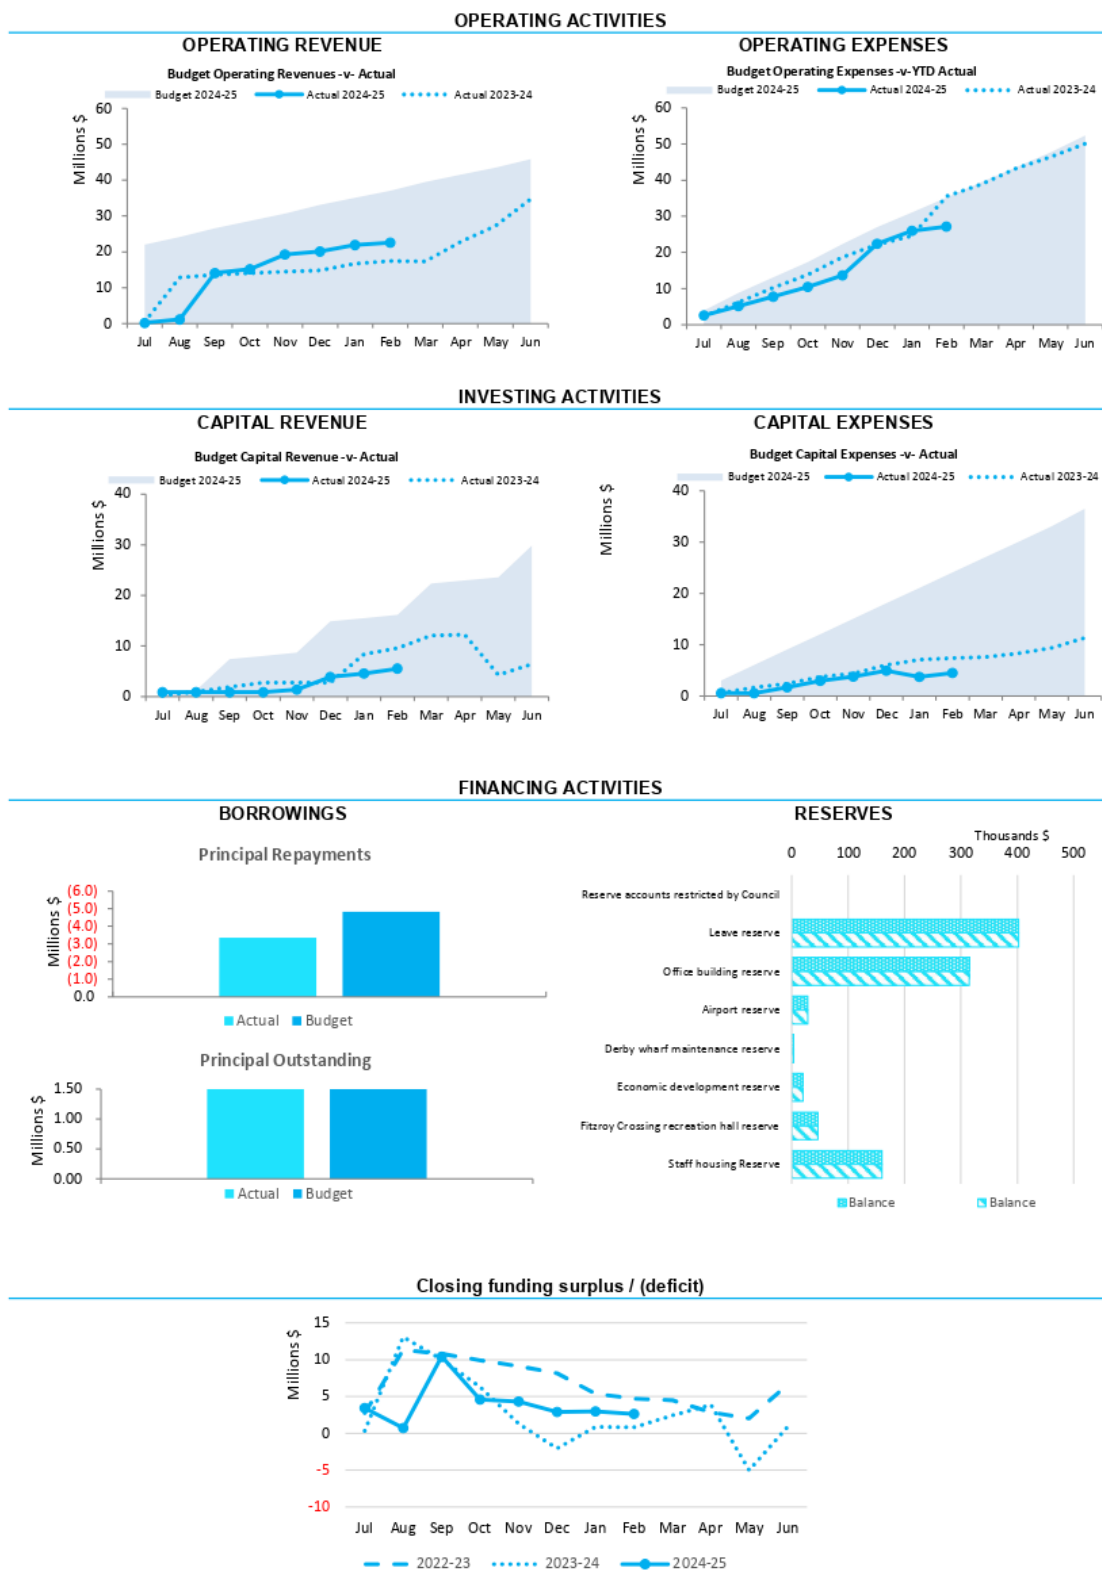 OPERATING ACTIVITIES
OPERATING REVENUE
Budget Operating Revenues -v- Actual
Budget 2024-25 Actual 2024-25 Actual 2023-24
Millions $
60
50
40
30
20
10
0
Jul Aug Sep Oct Nov Dec Jan Feb Mar Apr May Jun
OPERATING EXPENSES
Budget Operating Expenses -v-YTD Actual
Budget 2024-25 Actual 2024-25 Actual 2023-24
Millions $
60
50
40
30
20
10
0
Jul Aug Sep Oct Nov Dec Jan Feb Mar Apr May Jun
INVESTING ACTIVITIES
CAPITAL REVENUE
Budget Capital Revenue -v- Actual
Budget 2024-25 Actual 2024-25 Actual 2023-24
Millions $
40
30
20
10
0
Jul Aug Sep Oct Nov Dec Jan Feb Mar Apr May Jun
CAPITAL EXPENSES
Budget Capital Expenses -v- Actual
Budget 2024-25 Actual 2024-25 Actual 2023-24
Millions $
40
30
20
10
0
Jul Aug Sep Oct Nov Dec Jan Feb Mar Apr May Jun
FINANCING ACTIVITIES
BORROWINGS
Principal Repayments
Millions $
(6.0)
(5.0)
(4.0)
(3.0)
(2.0)
(1.0)
0.0
Actual Budget
Principal Outstanding
Millions $
1.50
1.00
0.50
0.00
Actual Budget
RESERVES
Thousands $
0 100 200 300 400 500
Reserve accounts restricted by Council
Leave reserve
Office building reserve
Airport reserve
Derby wharf maintenance reserve
Economic development reserve
Fitzroy Crossing recreation hall reserve
Staff housing Reserve
Balance Balance
Closing funding surplus / (deficit)
Millions $
15
10
5
0
-5
-10
Jul Aug Sep Oct Nov Dec Jan Feb Mar Apr May Jun
2022-23 2023-24 2024-25